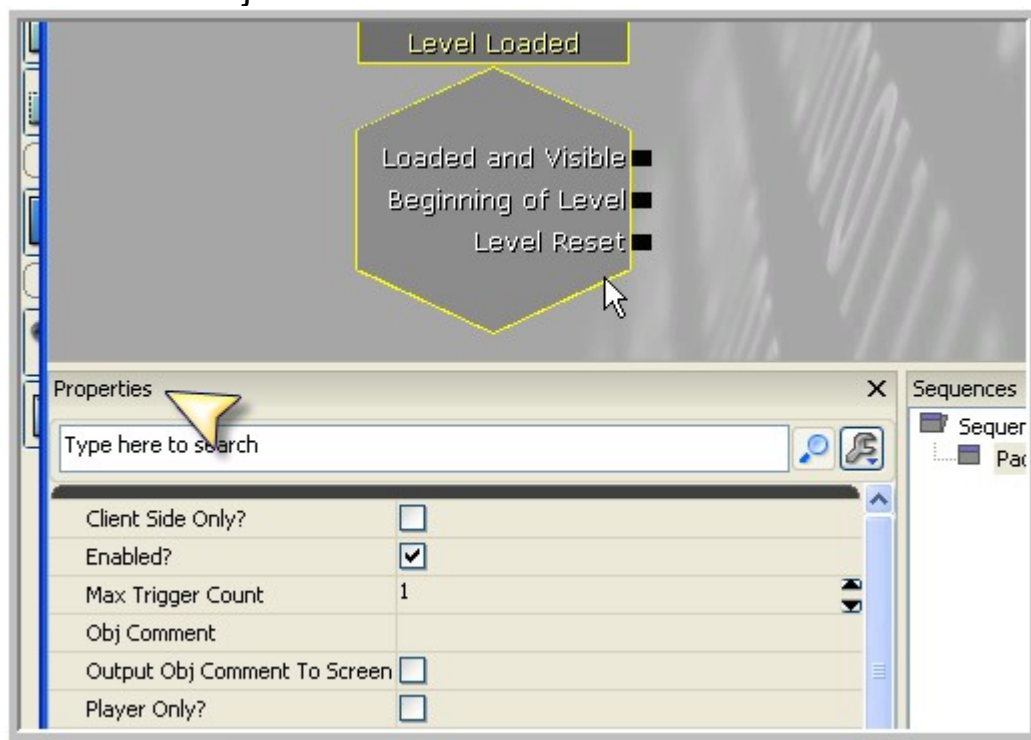 Level Loaded
Loaded and Visible
Beginning of Level
Level Reset
Properties
Sequences
Type here to search
Client Side Only?
Enabled?
Max Trigger Count 1
Obj Comment
Output Obj Comment To Screen
Player Only?